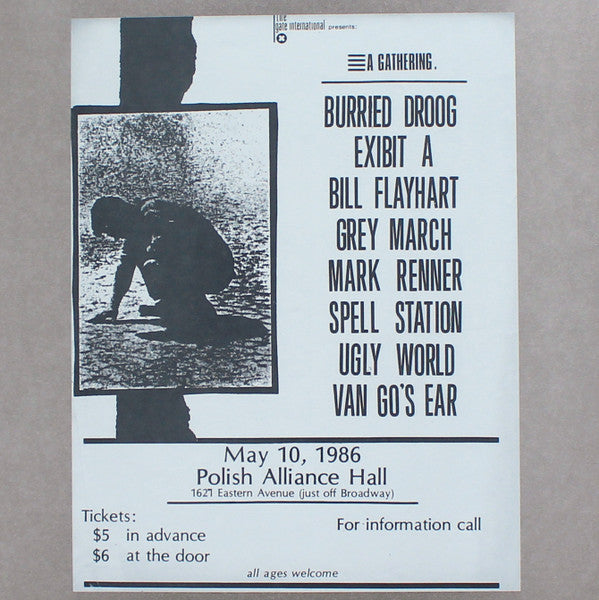 the
gate international presents:
A GATHERING.
BURRIED DROOG
EXIBIT A
BILL FLAYHART
GREY MARCH
MARK RENNER
SPELL STATION
UGLY WORLD
VAN GO'S EAR
May 10, 1986
Polish Alliance Hall
1621 Eastern Avenue (just off Broadway)
Tickets:
$5 in advance
$6 at the door
For information call
all ages welcome